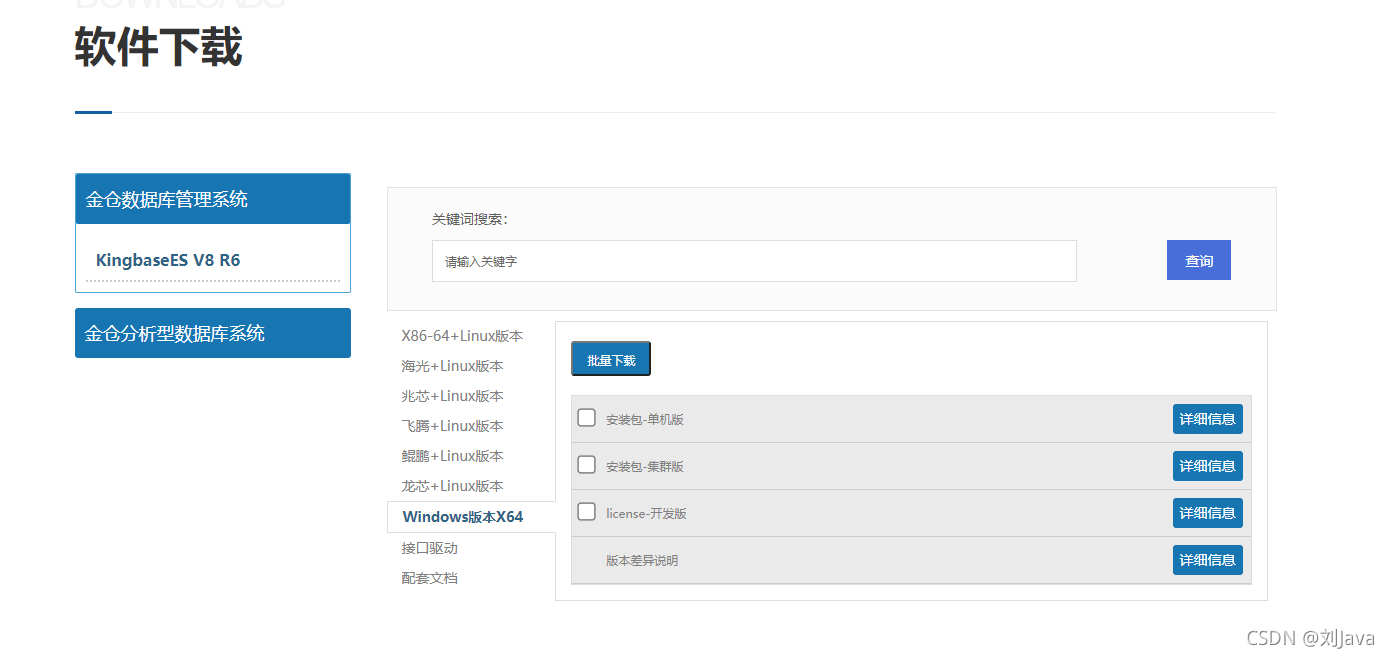 DOWNLOADS
软件下载
金仓数据库管理系统
KingbaseES V8 R6
金仓分析型数据库系统
关键词搜索：
请输入关键字
查询
X86-64+Linux版本
海光+Linux版本
兆芯+Linux版本
飞腾+Linux版本
鲲鹏+Linux版本
龙芯+Linux版本
Windows版本X64
接口驱动
配套文档
批量下载
安装包-单机版
详细信息
安装包-集群版
详细信息
license-开发版
详细信息
版本差异说明
详细信息
CSDN @刘Java